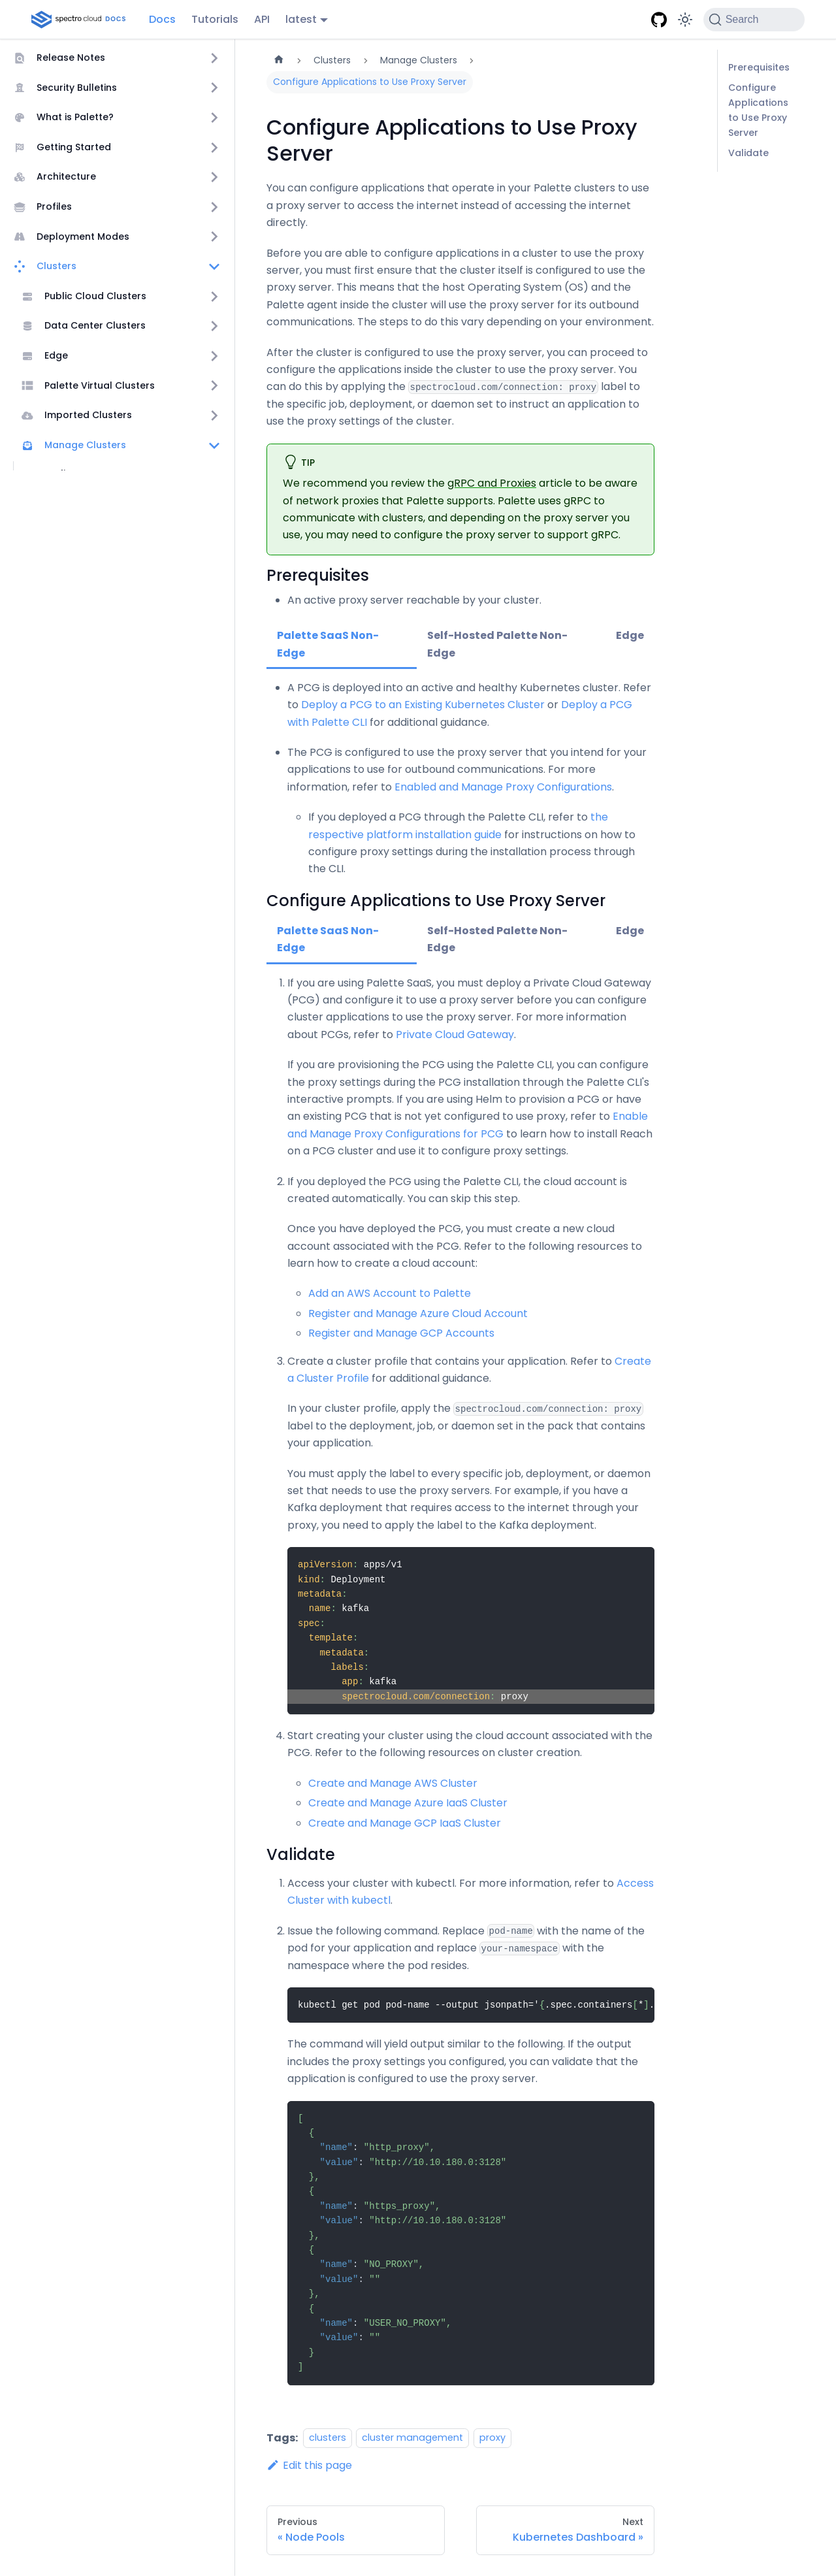 spectro cloud DOCS
Docs
Tutorials
API
latest
Search
Release Notes
Security Bulletins
What is Palette?
Getting Started
Architecture
Profiles
Deployment Modes
Clusters
Public Cloud Clusters
Data Center Clusters
Edge
Palette Virtual Clusters
Imported Clusters
Manage Clusters
Clusters
Manage Clusters
Configure Applications to Use Proxy Server
Configure Applications to Use Proxy
Server
You can configure applications that operate in your Palette clusters to use
a proxy server to access the internet instead of accessing the internet
directly.
Before you are able to configure applications in a cluster to use the proxy
server, you must first ensure that the cluster itself is configured to use the
proxy server. This means that the host Operating System (OS) and the
Palette agent inside the cluster will use the proxy server for its outbound
communications. The steps to do this vary depending on your environment.
After the cluster is configured to use the proxy server, you can proceed to
configure the applications inside the cluster to use the proxy server. You
can do this by applying the spectrocloud.com/connection: proxy label to
the specific job, deployment, or daemon set to instruct an application to
use the proxy settings of the cluster.
TIP
We recommend you review the gRPC and Proxies article to be aware
of network proxies that Palette supports. Palette uses gRPC to
communicate with clusters, and depending on the proxy server you
use, you may need to configure the proxy server to support gRPC.
Prerequisites
• An active proxy server reachable by your cluster.
Palette SaaS Non-
Edge
Self-Hosted Palette Non-
Edge
Edge
• A PCG is deployed into an active and healthy Kubernetes cluster. Refer
to Deploy a PCG to an Existing Kubernetes Cluster or Deploy a PCG
with Palette CLI for additional guidance.
• The PCG is configured to use the proxy server that you intend for your
applications to use for outbound communications. For more
information, refer to Enabled and Manage Proxy Configurations.
◦ If you deployed a PCG through the Palette CLI, refer to the
respective platform installation guide for instructions on how to
configure proxy settings during the installation process through
the CLI.
Configure Applications to Use Proxy Server
Palette SaaS Non-
Edge
Self-Hosted Palette Non-
Edge
Edge
1. If you are using Palette SaaS, you must deploy a Private Cloud Gateway
(PCG) and configure it to use a proxy server before you can configure
cluster applications to use the proxy server. For more information
about PCGs, refer to Private Cloud Gateway.
If you are provisioning the PCG using the Palette CLI, you can configure
the proxy settings during the PCG installation through the Palette CLI's
interactive prompts. If you are using Helm to provision a PCG or have
an existing PCG that is not yet configured to use proxy, refer to Enable
and Manage Proxy Configurations for PCG to learn how to install Reach
on a PCG cluster and use it to configure proxy settings.
2. If you deployed the PCG using the Palette CLI, the cloud account is
created automatically. You can skip this step.
Once you have deployed the PCG, you must create a new cloud
account associated with the PCG. Refer to the following resources to
learn how to create a cloud account:
◦ Add an AWS Account to Palette
◦ Register and Manage Azure Cloud Account
◦ Register and Manage GCP Accounts
3. Create a cluster profile that contains your application. Refer to Create
a Cluster Profile for additional guidance.
In your cluster profile, apply the spectrocloud.com/connection: proxy
label to the deployment, job, or daemon set in the pack that contains
your application.
You must apply the label to every specific job, deployment, or daemon
set that needs to use the proxy servers. For example, if you have a
Kafka deployment that requires access to the internet through your
proxy, you need to apply the label to the Kafka deployment.
apiVersion: apps/v1
kind: Deployment
metadata:
name: kafka
spec:
template:
metadata:
labels:
app: kafka
spectrocloud.com/connection: proxy
4. Start creating your cluster using the cloud account associated with the
PCG. Refer to the following resources on cluster creation.
◦ Create and Manage AWS Cluster
◦ Create and Manage Azure IaaS Cluster
◦ Create and Manage GCP IaaS Cluster
Validate
1. Access your cluster with kubectl. For more information, refer to Access
Cluster with kubectl.
2. Issue the following command. Replace pod-name with the name of the
pod for your application and replace your-namespace with the
namespace where the pod resides.
kubectl get pod pod-name --output jsonpath='{.spec.containers[*].
The command will yield output similar to the following. If the output
includes the proxy settings you configured, you can validate that the
application is configured to use the proxy server.
[
{
"name": "http_proxy",
"value": "http://10.10.180.0:3128"
},
{
"name": "https_proxy",
"value": "http://10.10.180.0:3128"
},
{
"name": "NO_PROXY",
"value": ""
},
{
"name": "USER_NO_PROXY",
"value": ""
}
]
Tags: clusters cluster management proxy
Edit this page
Previous
« Node Pools
Next
Kubernetes Dashboard »
Prerequisites
Configure
Applications
to Use Proxy
Server
Validate